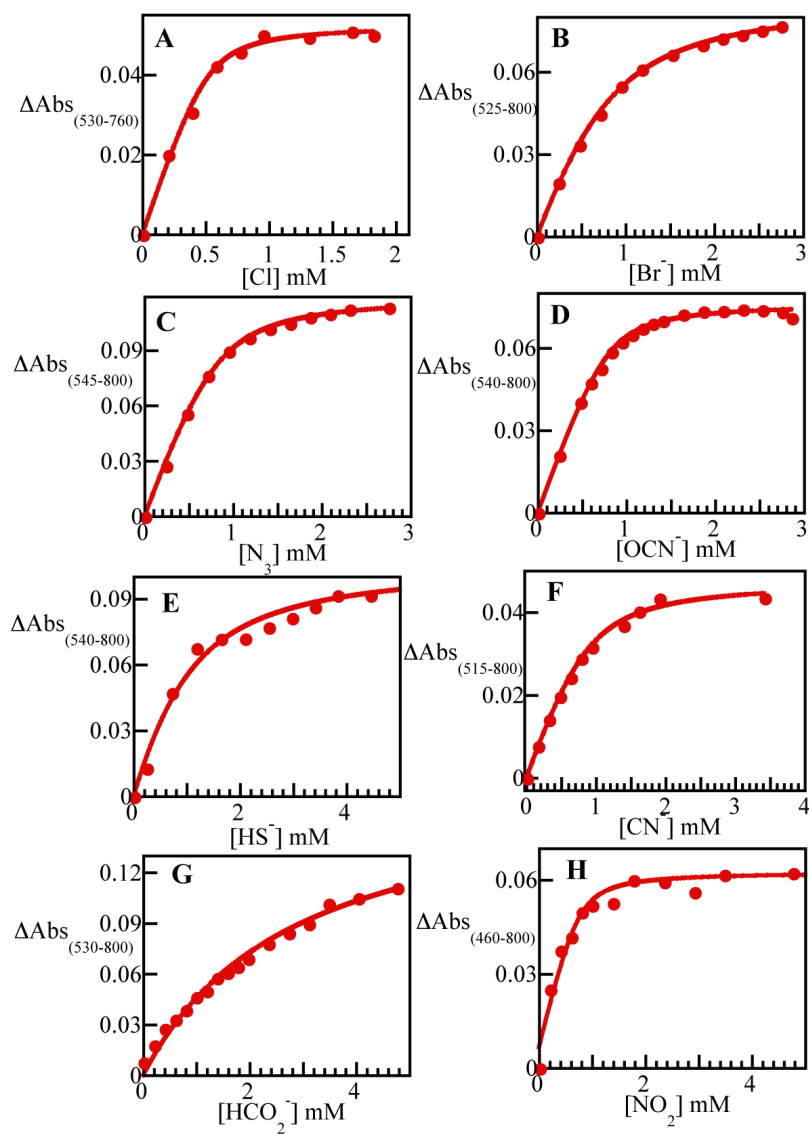 A
0.04
ΔAbs(530-760)
0.02
0
0 0.5 1 1.5 2
[Cl] mM
B
0.06
ΔAbs(525-800)
0.03
0
0 1 2 3
[Br-] mM
C
0.09
ΔAbs(545-800)
0.06
0.03
0
0 1 2 3
[N3-] mM
D
0.06
ΔAbs(540-800)
0.03
0
0 1 2 3
[OCN-] mM
E
0.09
ΔAbs(540-800)
0.06
0.03
0
0 2 4
[HS-] mM
F
0.04
ΔAbs(515-800)
0.02
0
0 1 2 3 4
[CN-] mM
G
0.12
0.09
ΔAbs(530-800)
0.06
0.03
0
0 2 4
[HCO2-] mM
H
0.06
ΔAbs(460-800)
0.03
0
0 2 4
[NO2-] mM